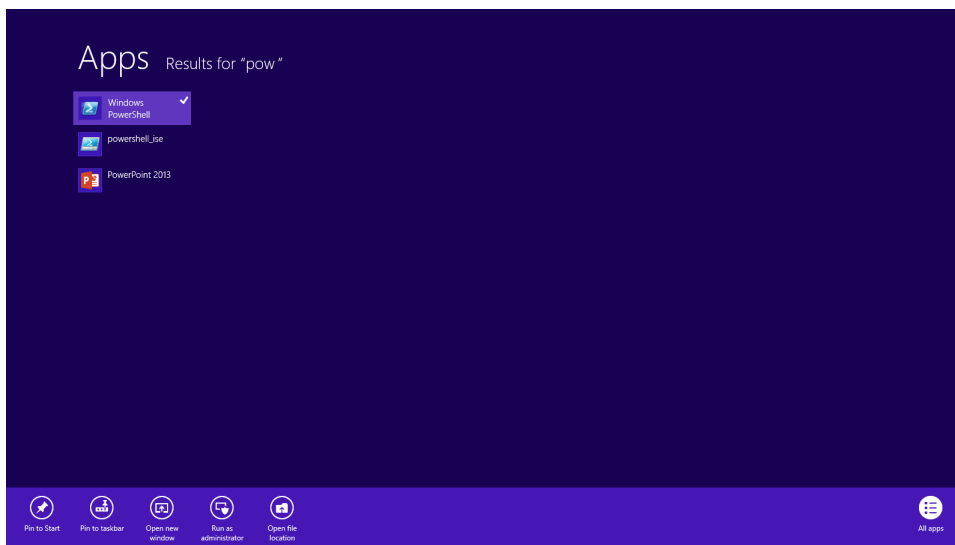 Apps Results for "pow"
Windows
PowerShell
powershell_ise
PowerPoint 2013
Pin to Start
Pin to taskbar
Open new
window
Run as
administrator
Open file
location
All apps